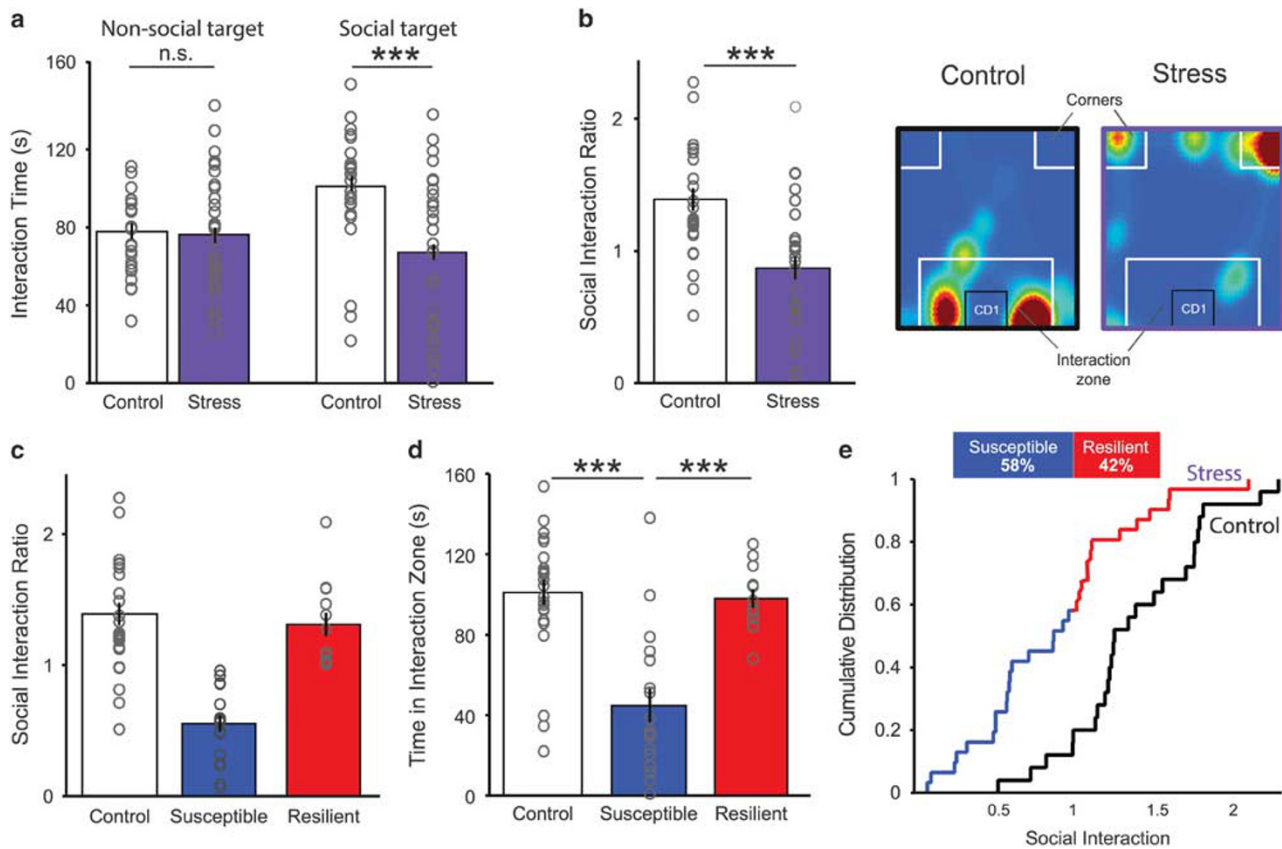 a
Non-social target
Social target
n.s.
***
160
120
80
40
0
Interaction Time (s)
Control
Stress
Control
Stress
b
***
2
1
0
Social Interaction Ratio
Control
Stress
Control
Stress
Corners
CD1
CD1
Interaction
zone
c
2
1
0
Social Interaction Ratio
Control
Susceptible
Resilient
d
***
***
160
120
80
40
0
Time in Interaction Zone (s)
Control
Susceptible
Resilient
e
Susceptible
58%
Resilient
42%
Stress
Control
1
0.8
0.6
0.4
0.2
0
Cumulative Distribution
0.5
1
1.5
2
Social Interaction